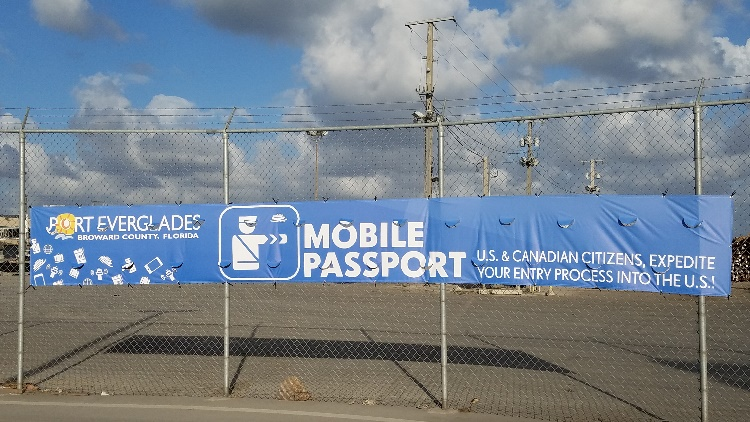 PORT EVERGLADES
BROWARD COUNTY, FLORIDA
MOBILE
PASSPORT
U.S. & CANADIAN CITIZENS, EXPEDITE
YOUR ENTRY PROCESS INTO THE U.S.!